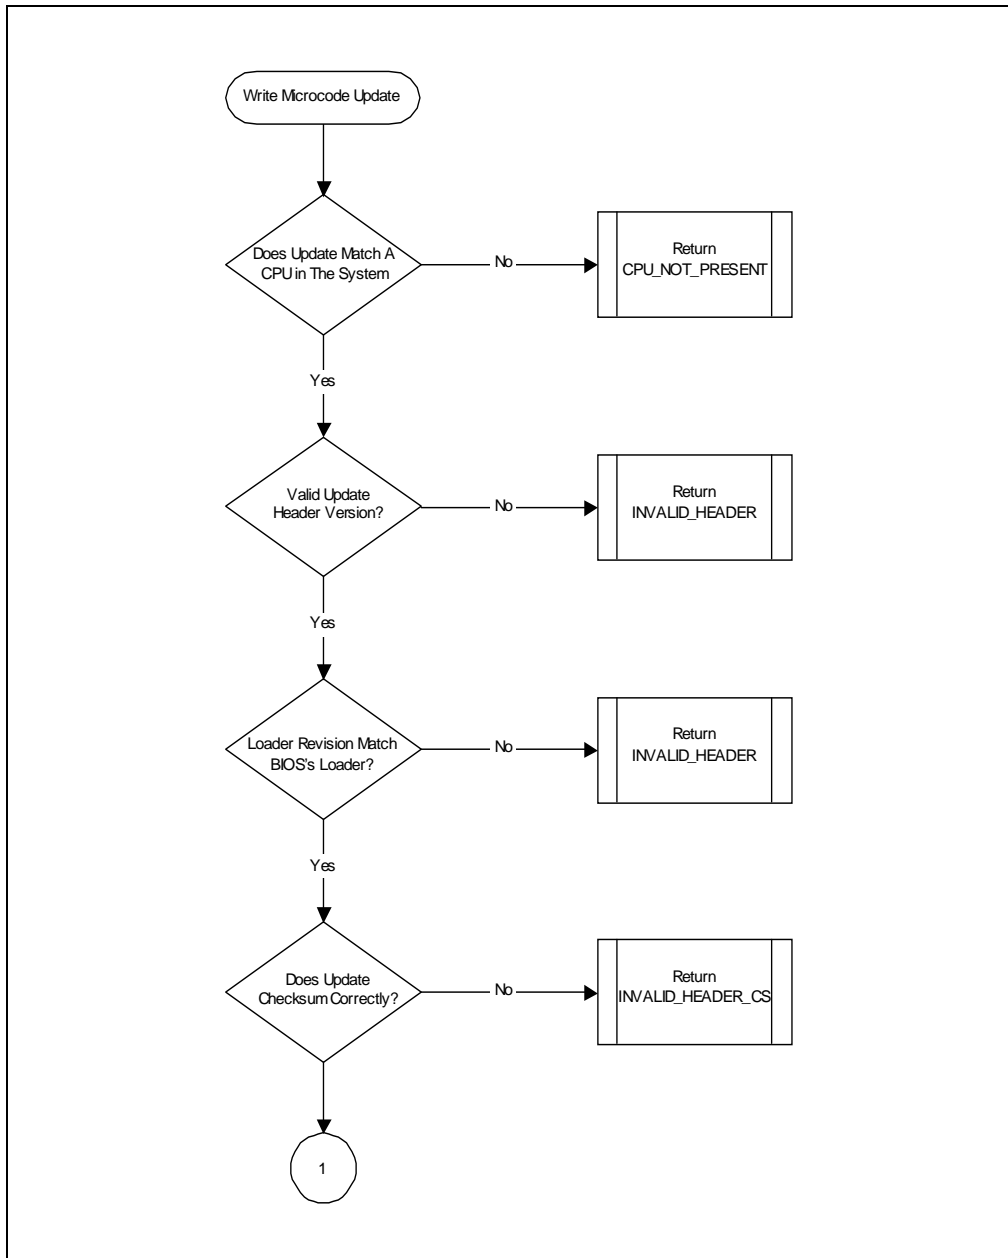 Write Microcode Update
Does Update Match A
CPU in The System
No
Return
CPU_NOT_PRESENT
Yes
Valid Update
Header Version?
No
Return
INVALID_HEADER
Yes
Loader Revision Match
BIOS's Loader?
No
Return
INVALID_HEADER
Yes
Does Update
Checksum Correctly?
No
Return
INVALID_HEADER_CS
1